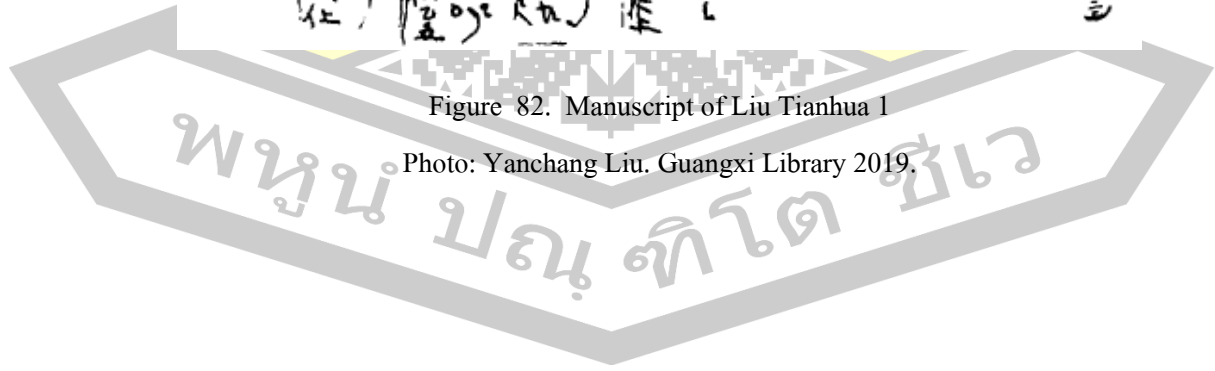 Figure 82. Manuscript of Liu Tianhua 1
Photo: Yanchang Liu. Guangxi Library 2019.
พหูน ปณฺ ฑิโต ชีเว